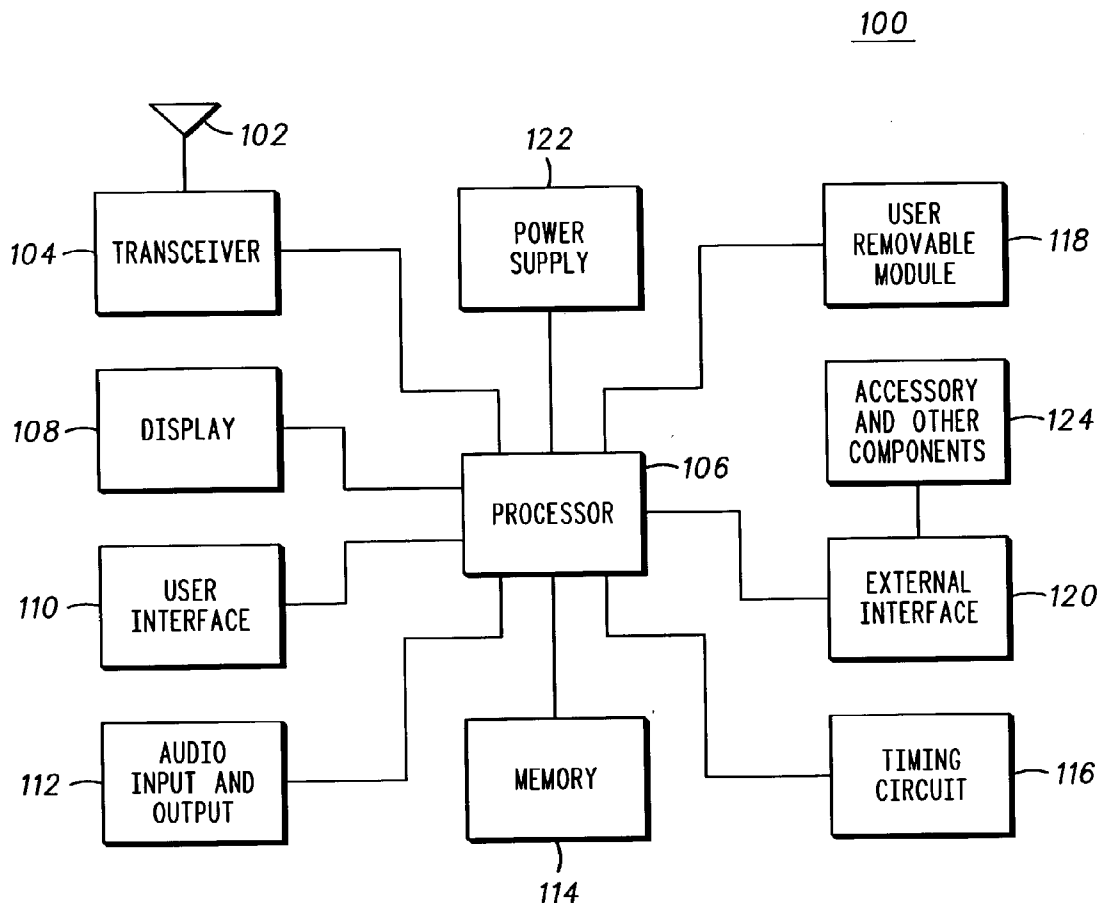 100
102
122
TRANSCEIVER
104
POWER
SUPPLY
USER
REMOVABLE
MODULE
118
DISPLAY
108
ACCESSORY
AND OTHER
COMPONENTS
124
106
PROCESSOR
USER
INTERFACE
110
EXTERNAL
INTERFACE
120
AUDIO
INPUT AND
OUTPUT
112
MEMORY
114
TIMING
CIRCUIT
116